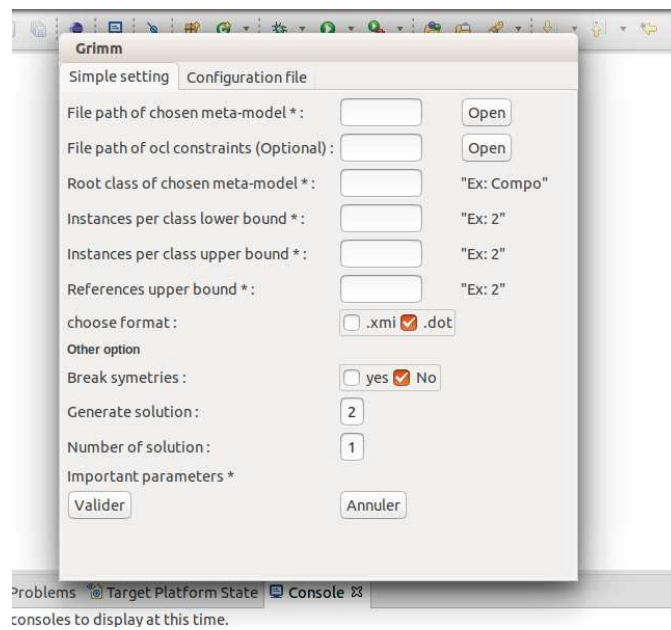 Grimm
Simple setting Configuration file
File path of chosen meta-model * : Open
File path of ocl constraints (Optional) : Open
Root class of chosen meta-model * : "Ex: Compo"
Instances per class lower bound * : "Ex: 2"
Instances per class upper bound * : "Ex: 2"
References upper bound * : "Ex: 2"
choose format : .xmi .dot
Other option
Break symetries : yes No
Generate solution : 2
Number of solution : 1
Important parameters *
Valider Annuler
Problems Target Platform State Console
consoles to display at this time.